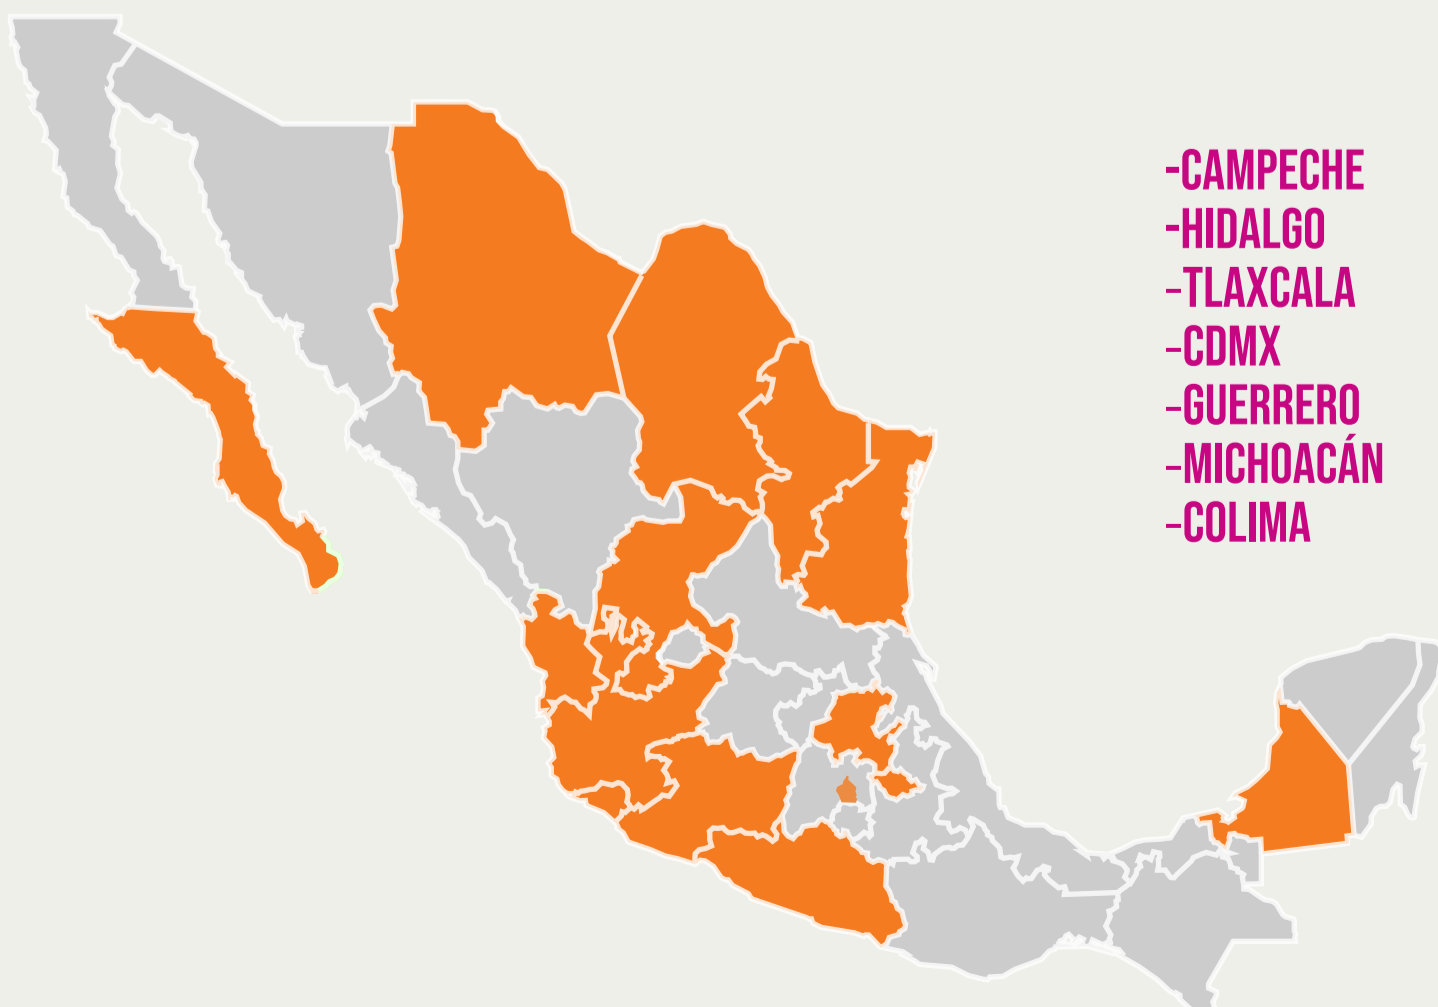 -CAMPECHE
-HIDALGO
-TLAXCALA
-CDMX
-GUERRERO
-MICHOACÁN
-COLIMA